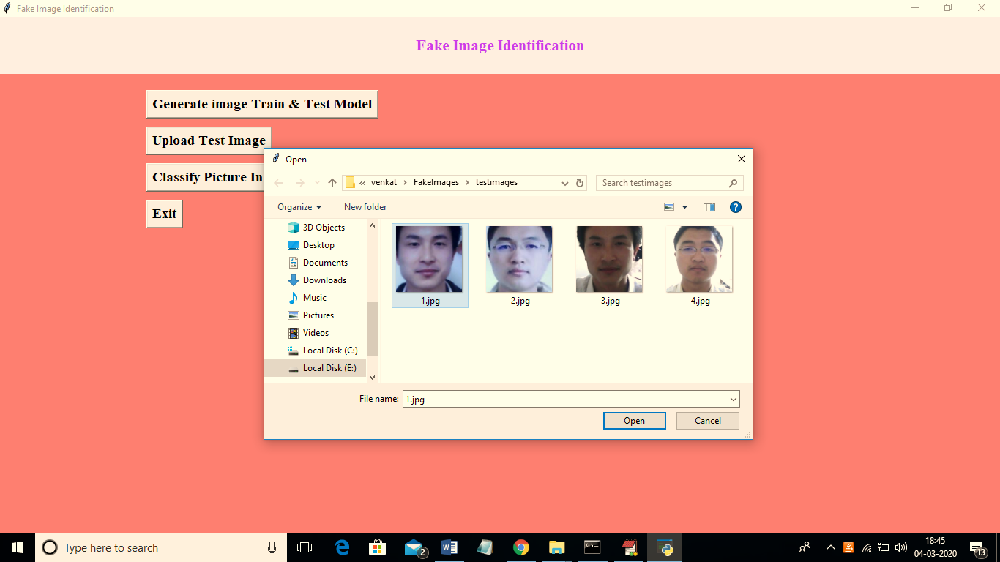 Fake Image Identification
Fake Image Identification
Generate image Train & Test Model
Upload Test Image
Classify Picture In
Exit
Open
« venkat › FakeImages › testimages
Search testimages
Organize
New folder
?
3D Objects
Desktop
Documents
Downloads
Music
Pictures
Videos
Local Disk (C:)
Local Disk (E:)
1.jpg
2.jpg
3.jpg
4.jpg
File name:
1.jpg
Open
Cancel
Type here to search
2
18:45
04-03-2020
13